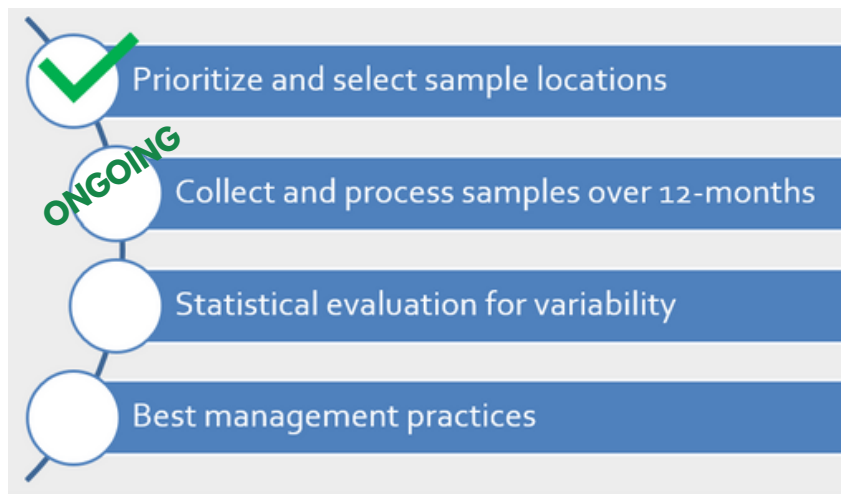 Prioritize and select sample locations
ONGOING
Collect and process samples over 12-months
Statistical evaluation for variability
Best management practices